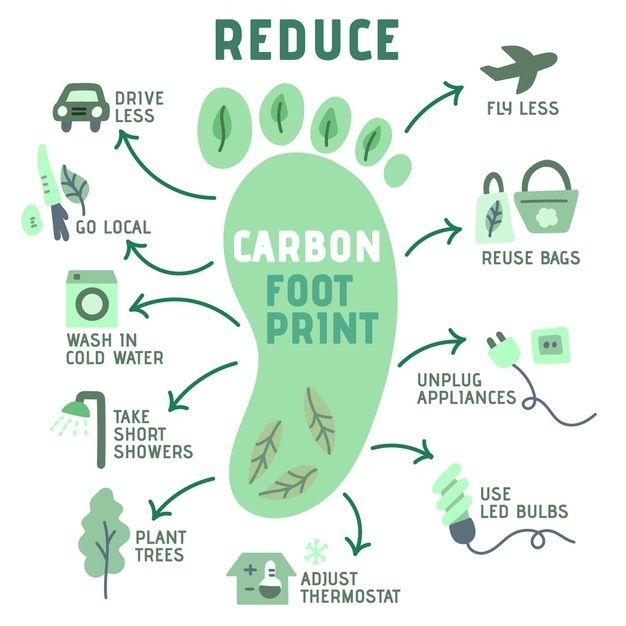 REDUCE
CARBON
FOOT
PRINT
DRIVE
LESS
GO LOCAL
WASH IN
COLD WATER
TAKE
SHORT
SHOWERS
PLANT
TREES
ADJUST
THERMOSTAT
USE
LED BULBS
UNPLUG
APPLIANCES
REUSE BAGS
FLY LESS